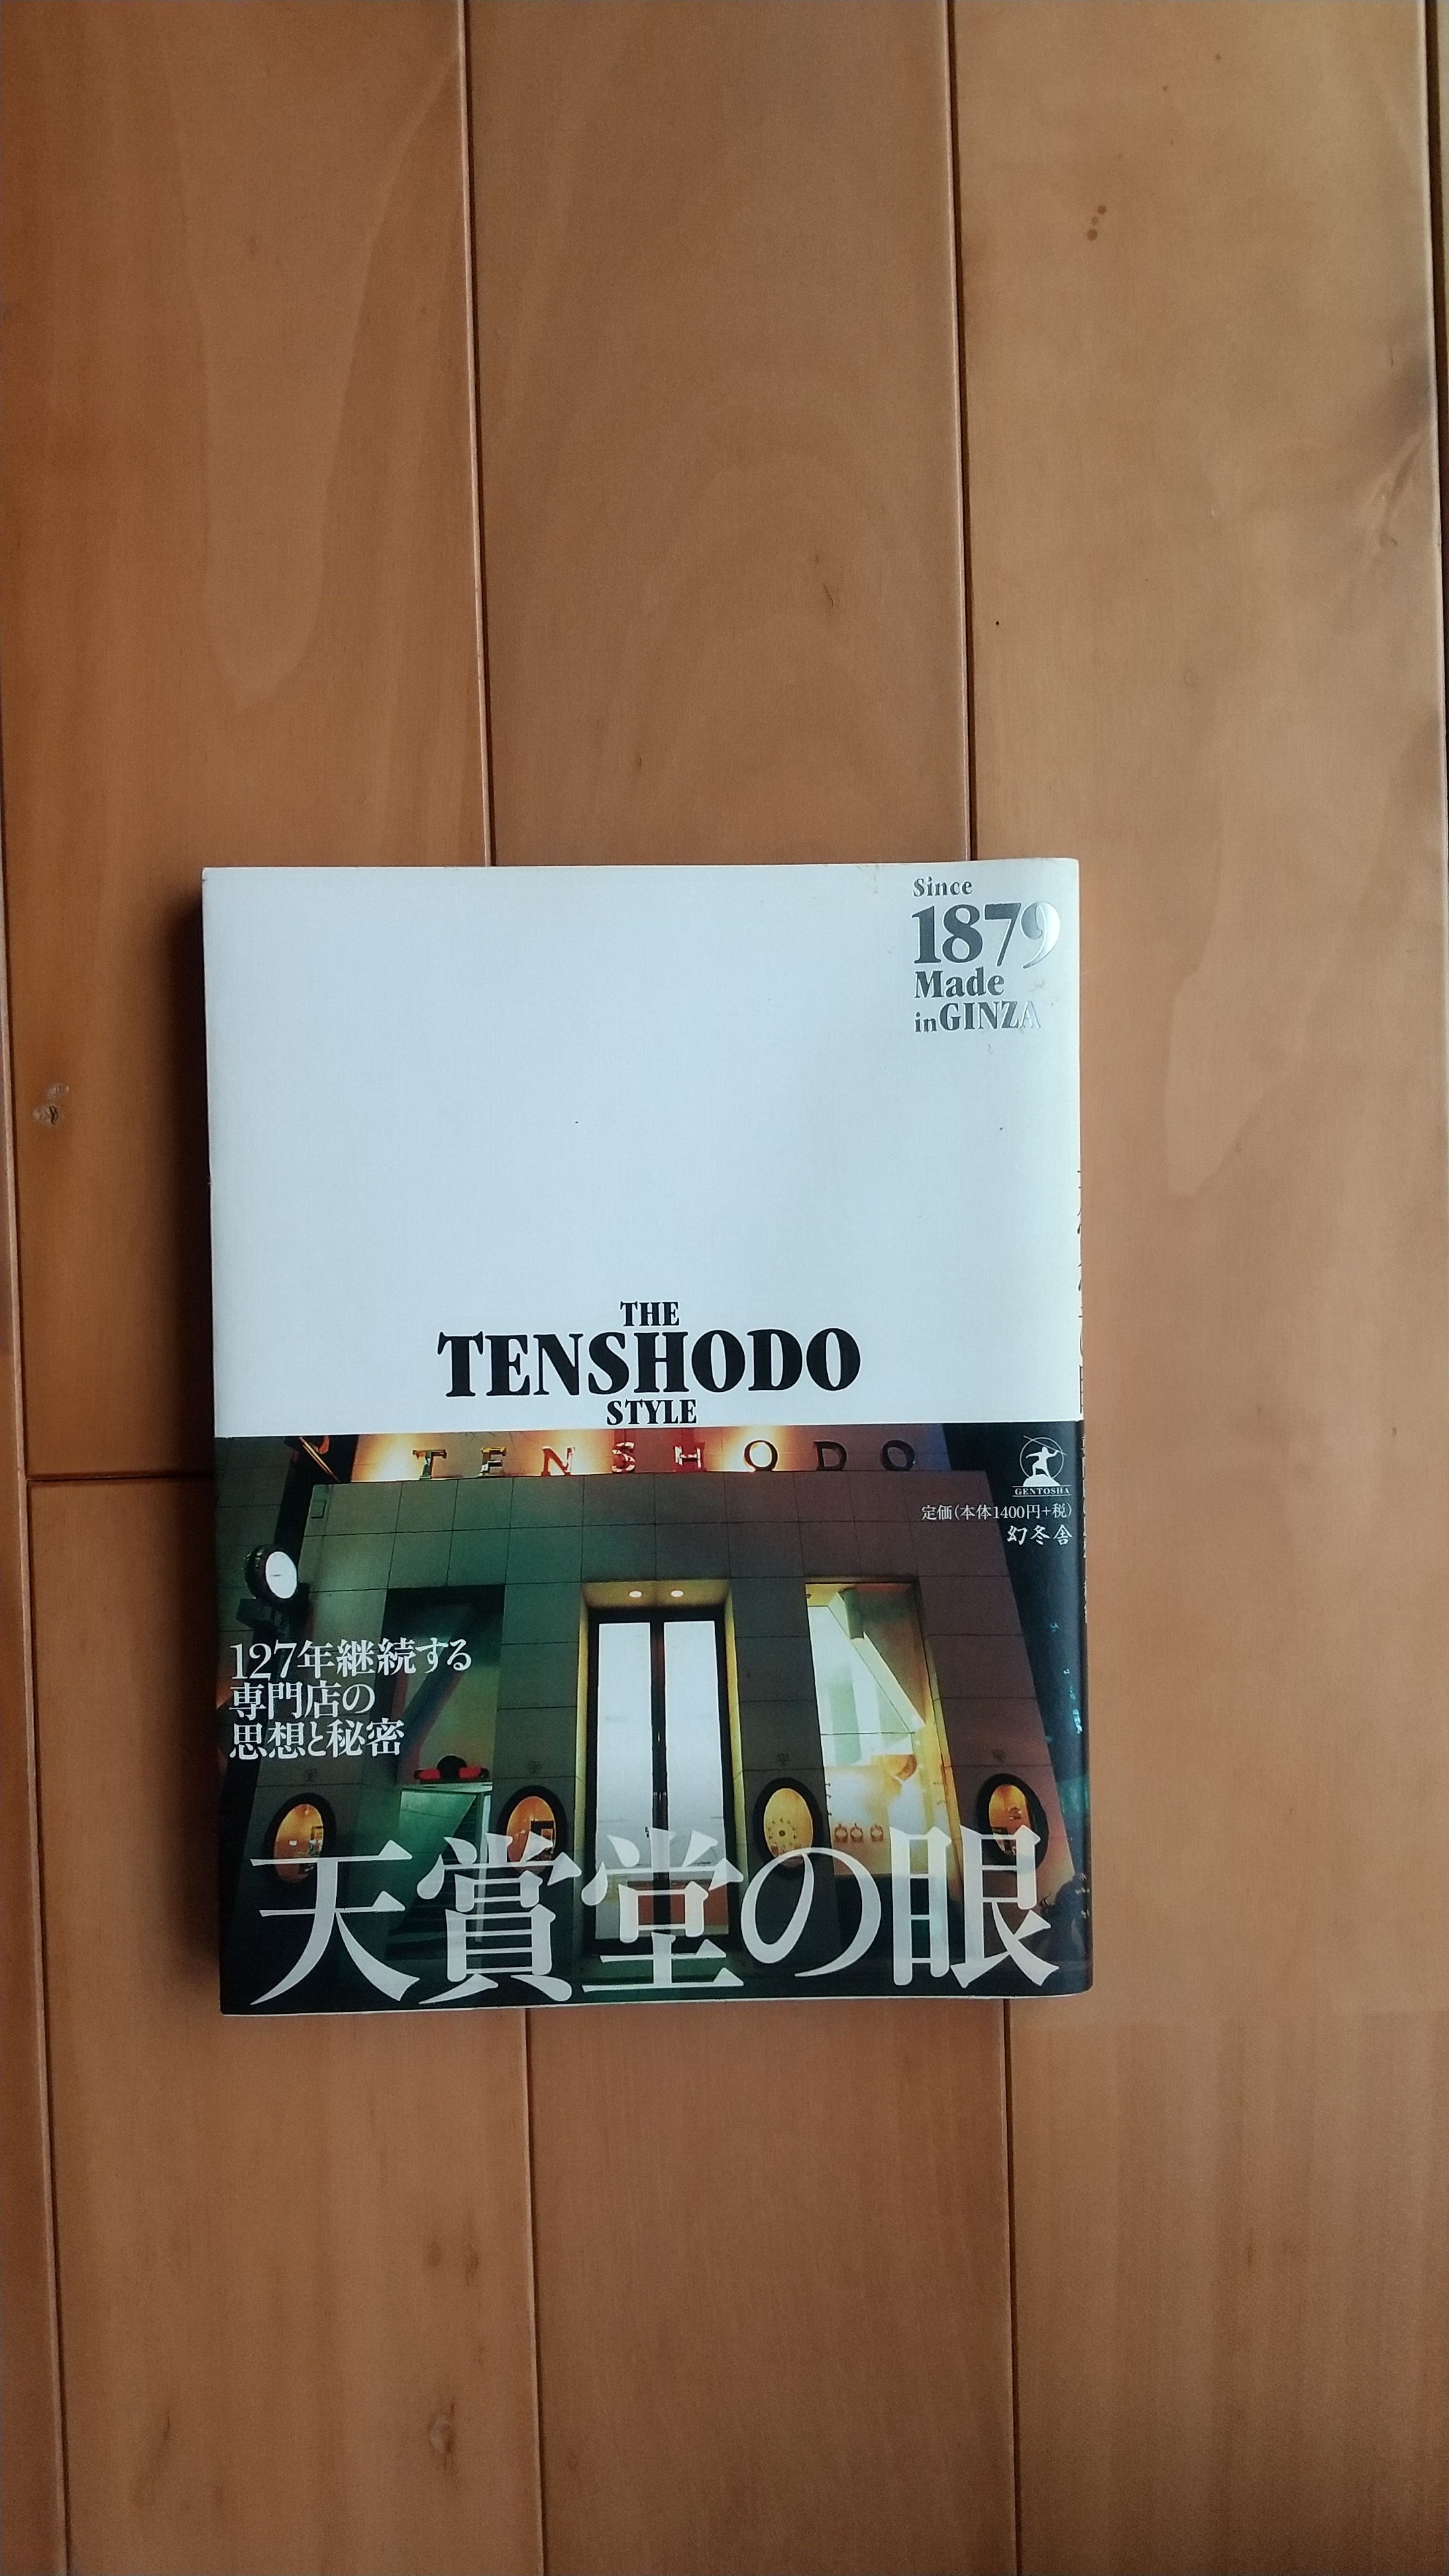 Since
1879
Made
in GINZA
THE
TENSHODO
STYLE
TENSHODO
GENTOSHA
定価(本体1400円+税)
幻冬舎
127年継続する
専門店の
思想と秘密
天賞堂の眼